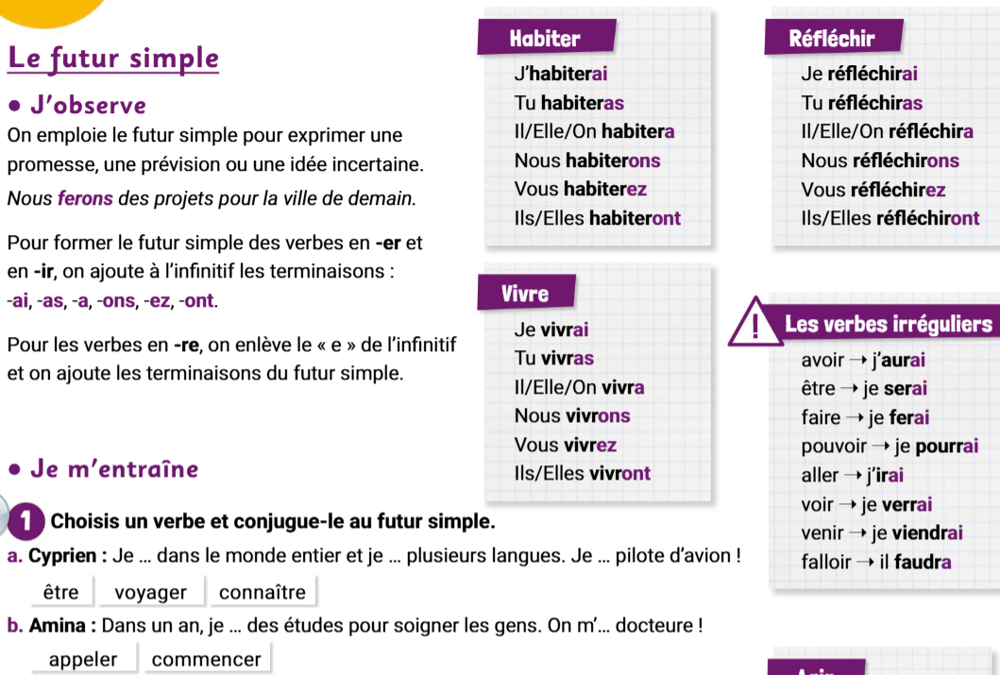 Le futur simple
• J'observe
On emploie le futur simple pour exprimer une
promesse, une prévision ou une idée incertaine.
Nous ferons des projets pour la ville de demain.
Pour former le futur simple des verbes en -er et
en -ir, on ajoute à l'infinitif les terminaisons :
-ai, -as, -a, -ons, -ez, -ont.
Pour les verbes en -re, on enlève le « e » de l'infinitif
et on ajoute les terminaisons du futur simple.
Habiter
J'habiterai
Tu habiteras
Il/Elle/On habitera
Nous habiterons
Vous habiterez
Ils/Elles habiteront
Réfléchir
Je réfléchirai
Tu réfléchiras
Il/Elle/On réfléchira
Nous réfléchirons
Vous réfléchirez
Ils/Elles réfléchiront
Vivre
Je vivrai
Tu vivras
Il/Elle/On vivra
Nous vivrons
Vous vivrez
Ils/Elles vivront
! Les verbes irréguliers
avoir → j'aurai
être → je serai
faire → je ferai
pouvoir → je pourrai
aller → j'irai
voir → je verrai
venir → je viendrai
falloir → il faudra
• Je m'entraîne
1 Choisis un verbe et conjugue-le au futur simple.
a. Cyprien : Je ... dans le monde entier et je ... plusieurs langues. Je ... pilote d'avion !
être voyager connaître
b. Amina : Dans un an, je ... des études pour soigner les gens. On m'... docteure !
appeler commencer